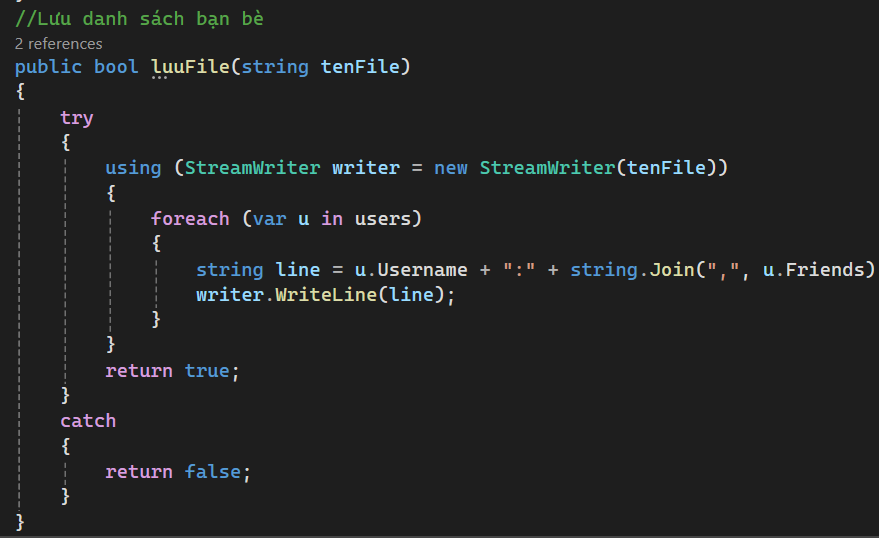 //Lưu danh sách bạn bè
2 references
public bool luuFile(string tenFile)
{
try
{
using (StreamWriter writer = new StreamWriter(tenFile))
{
foreach (var u in users)
{
string line = u.Username + ":" + string.Join(",", u.Friends)
writer.WriteLine(line);
}
}
return true;
}
catch
{
return false;
}
}